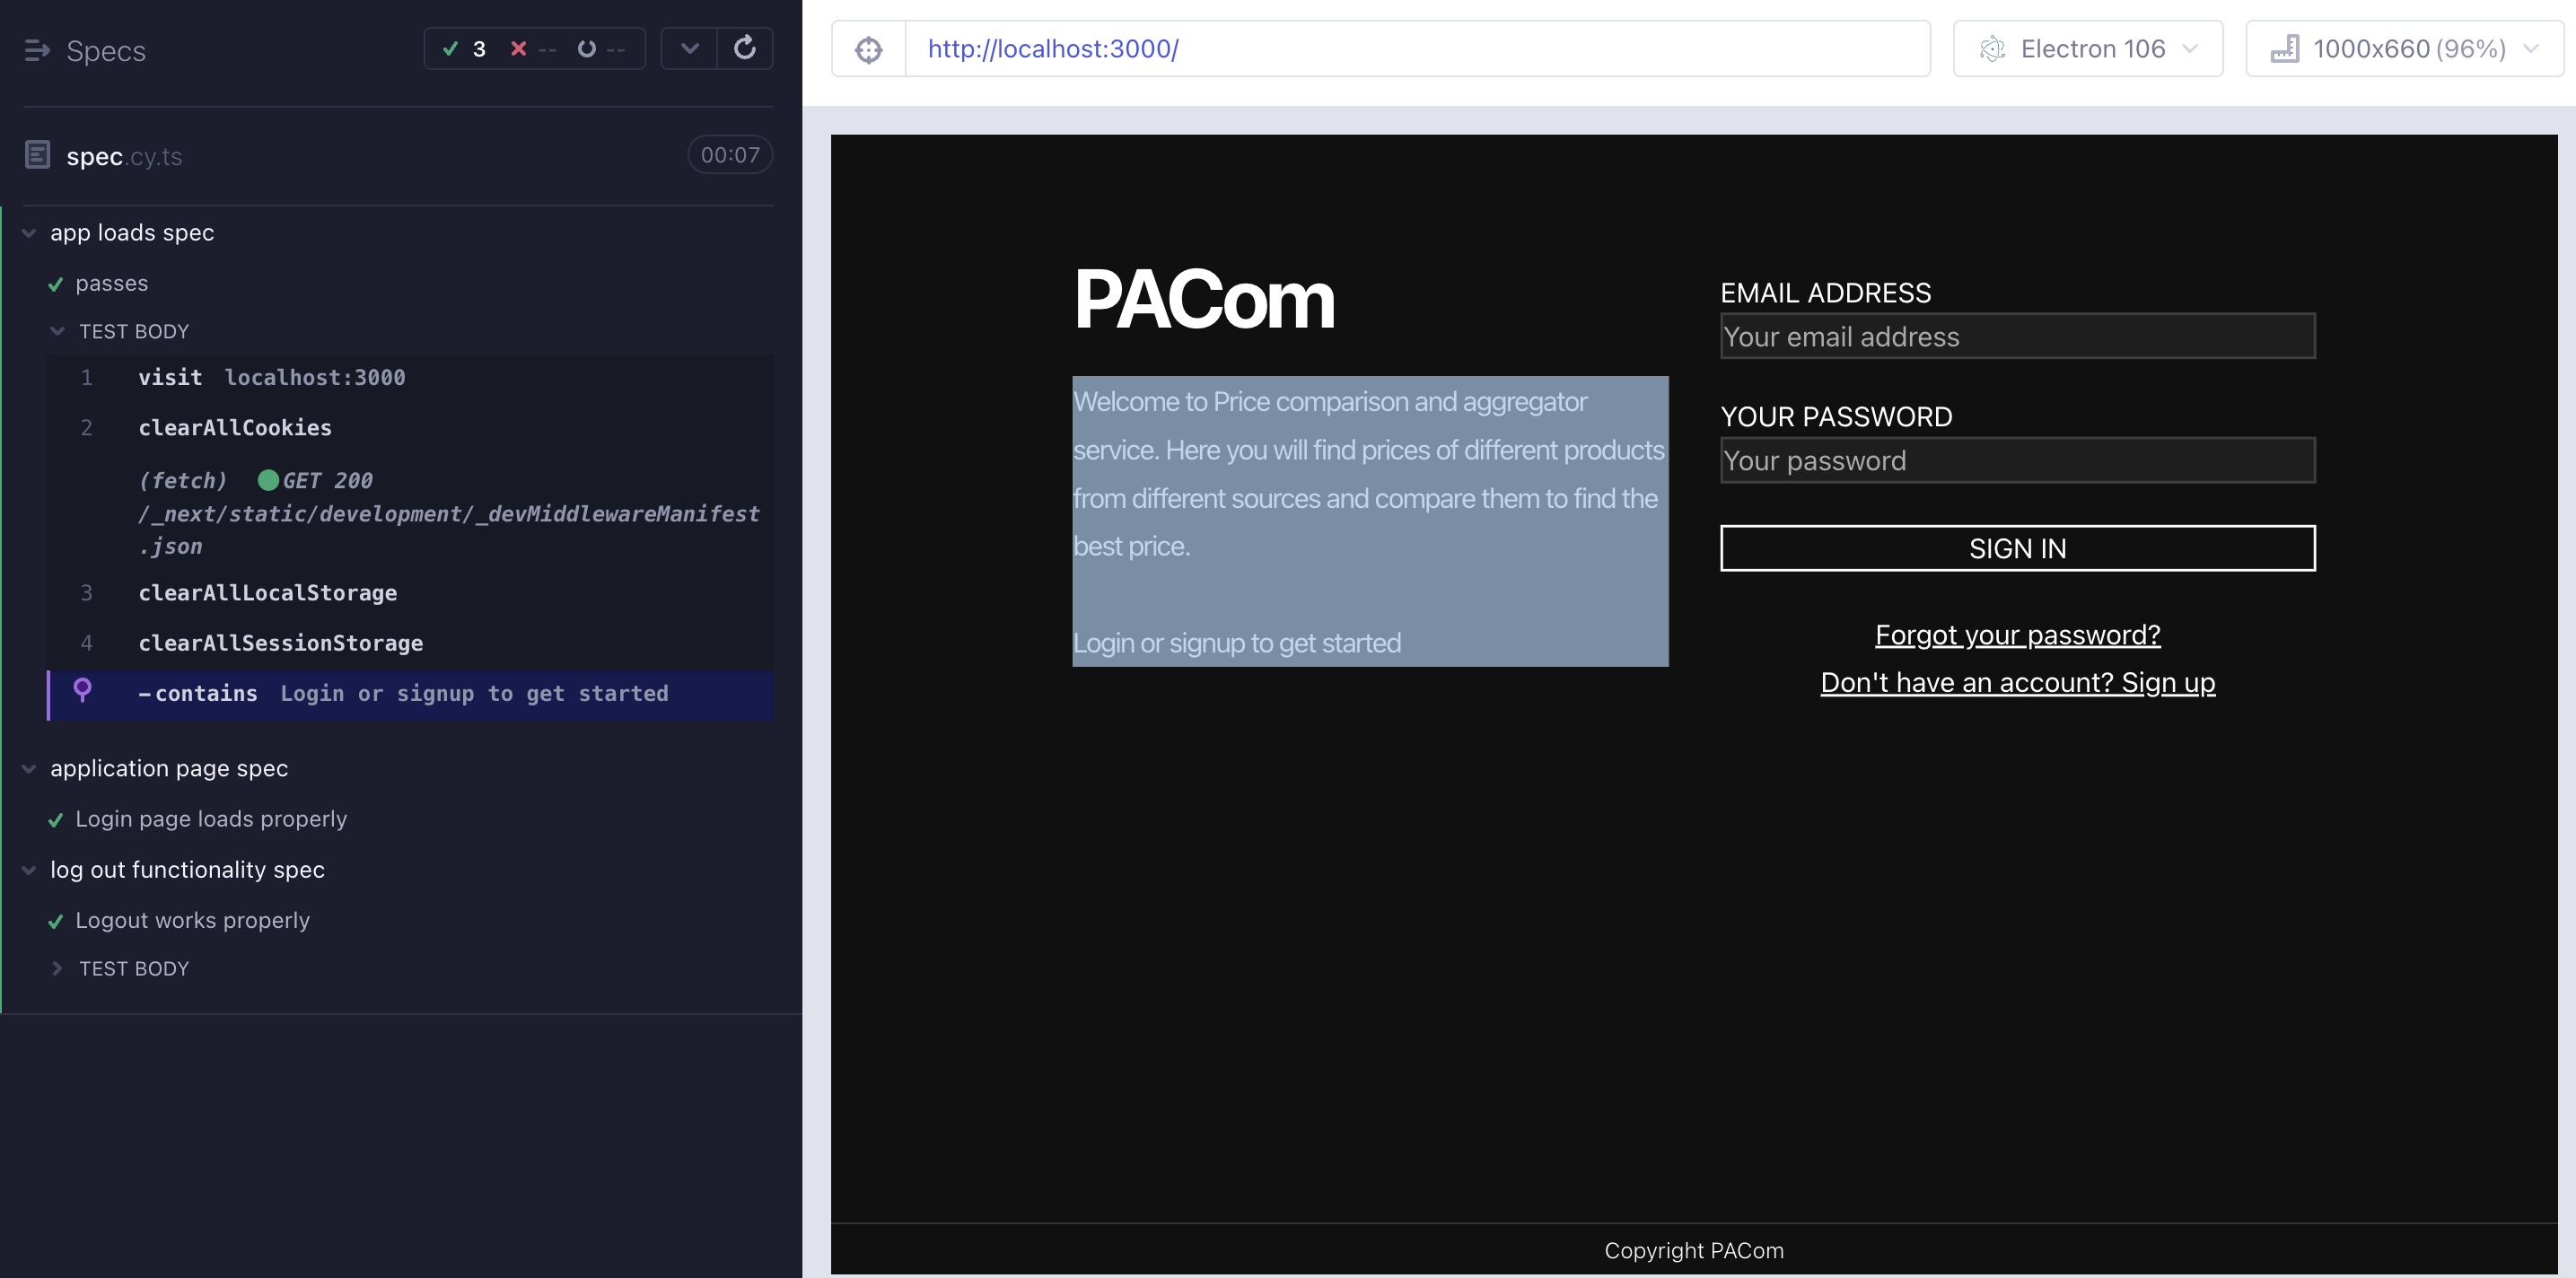 Specs
3 -- --
spec.cy.ts
00:07
app loads spec
passes
TEST BODY
1 visit localhost:3000
2 clearAllCookies
(fetch) GET 200
/_next/static/development/_devMiddlewareManifest
.json
3 clearAllLocalStorage
4 clearAllSessionStorage
-contains Login or signup to get started
application page spec
Login page loads properly
log out functionality spec
Logout works properly
TEST BODY
http://localhost:3000/
Electron 106
1000x660 (96%)
PACom
Welcome to Price comparison and aggregator
service. Here you will find prices of different products
from different sources and compare them to find the
best price.
Login or signup to get started
EMAIL ADDRESS
Your email address
YOUR PASSWORD
Your password
SIGN IN
Forgot your password?
Don't have an account? Sign up
Copyright PACom